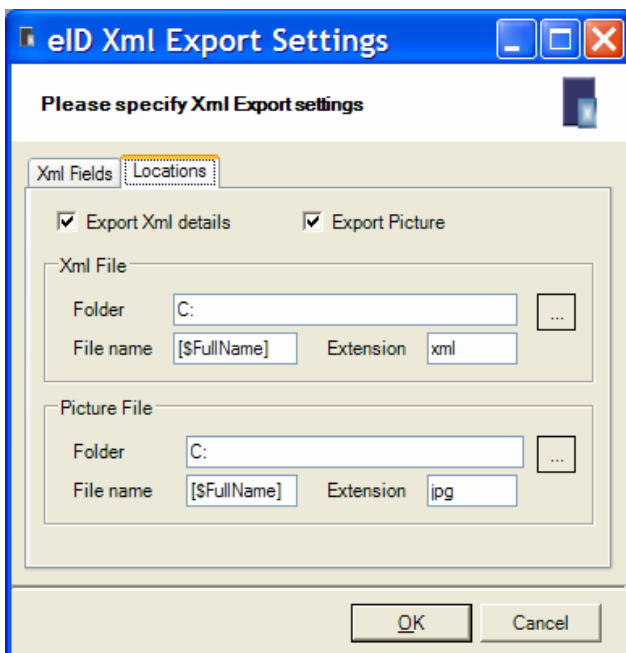 eID Xml Export Settings
Please specify Xml Export settings
Xml Fields Locations
Export Xml details Export Picture
Xml File
Folder C: ...
File name [$FullName] Extension xml
Picture File
Folder C: ...
File name [$FullName] Extension jpg
OK Cancel